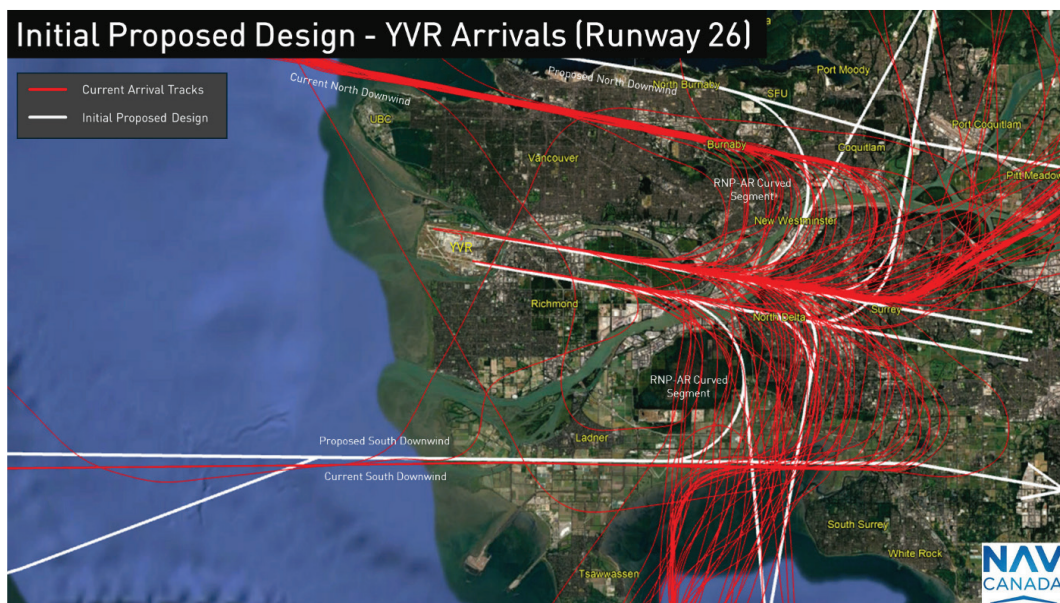 Initial Proposed Design - YVR Arrivals (Runway 26)
Current Arrival Tracks
Initial Proposed Design
Current North Downwind
Proposed North Downwind
North Burnaby
Port Moody
SFU
UBC
Port Coquitlam
Vancouver
Burnaby
Coquitlam
Pitt Meadow
RNP-AR Curved
Segment
New Westminster
YVR
Richmond
North Delta
Surrey
RNP-AR Curved
Segment
Ladner
Proposed South Downwind
Current South Downwind
South Surrey
White Rock
Tsawwassen
NAV
CANADA